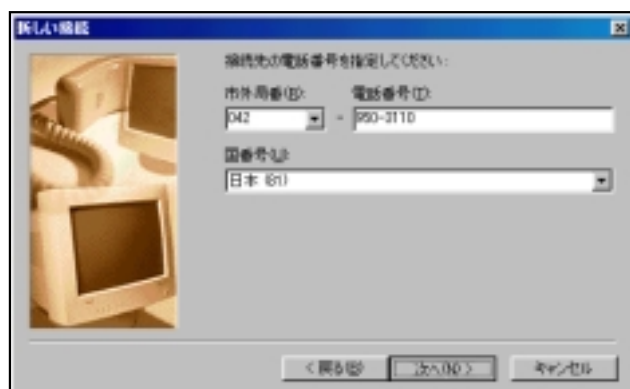 新しい接続
接続先の電話番号を指定してください:
市外局番(B): 電話番号(T):
042 - 950-3110
国番号(U):
日本 (81)
< 戻る(B) 次へ(N) > キャンセル